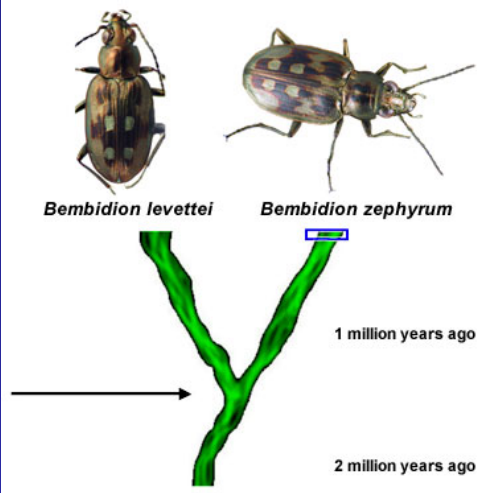 Bembidion levettei
Bembidion zephyrum
1 million years ago
2 million years ago